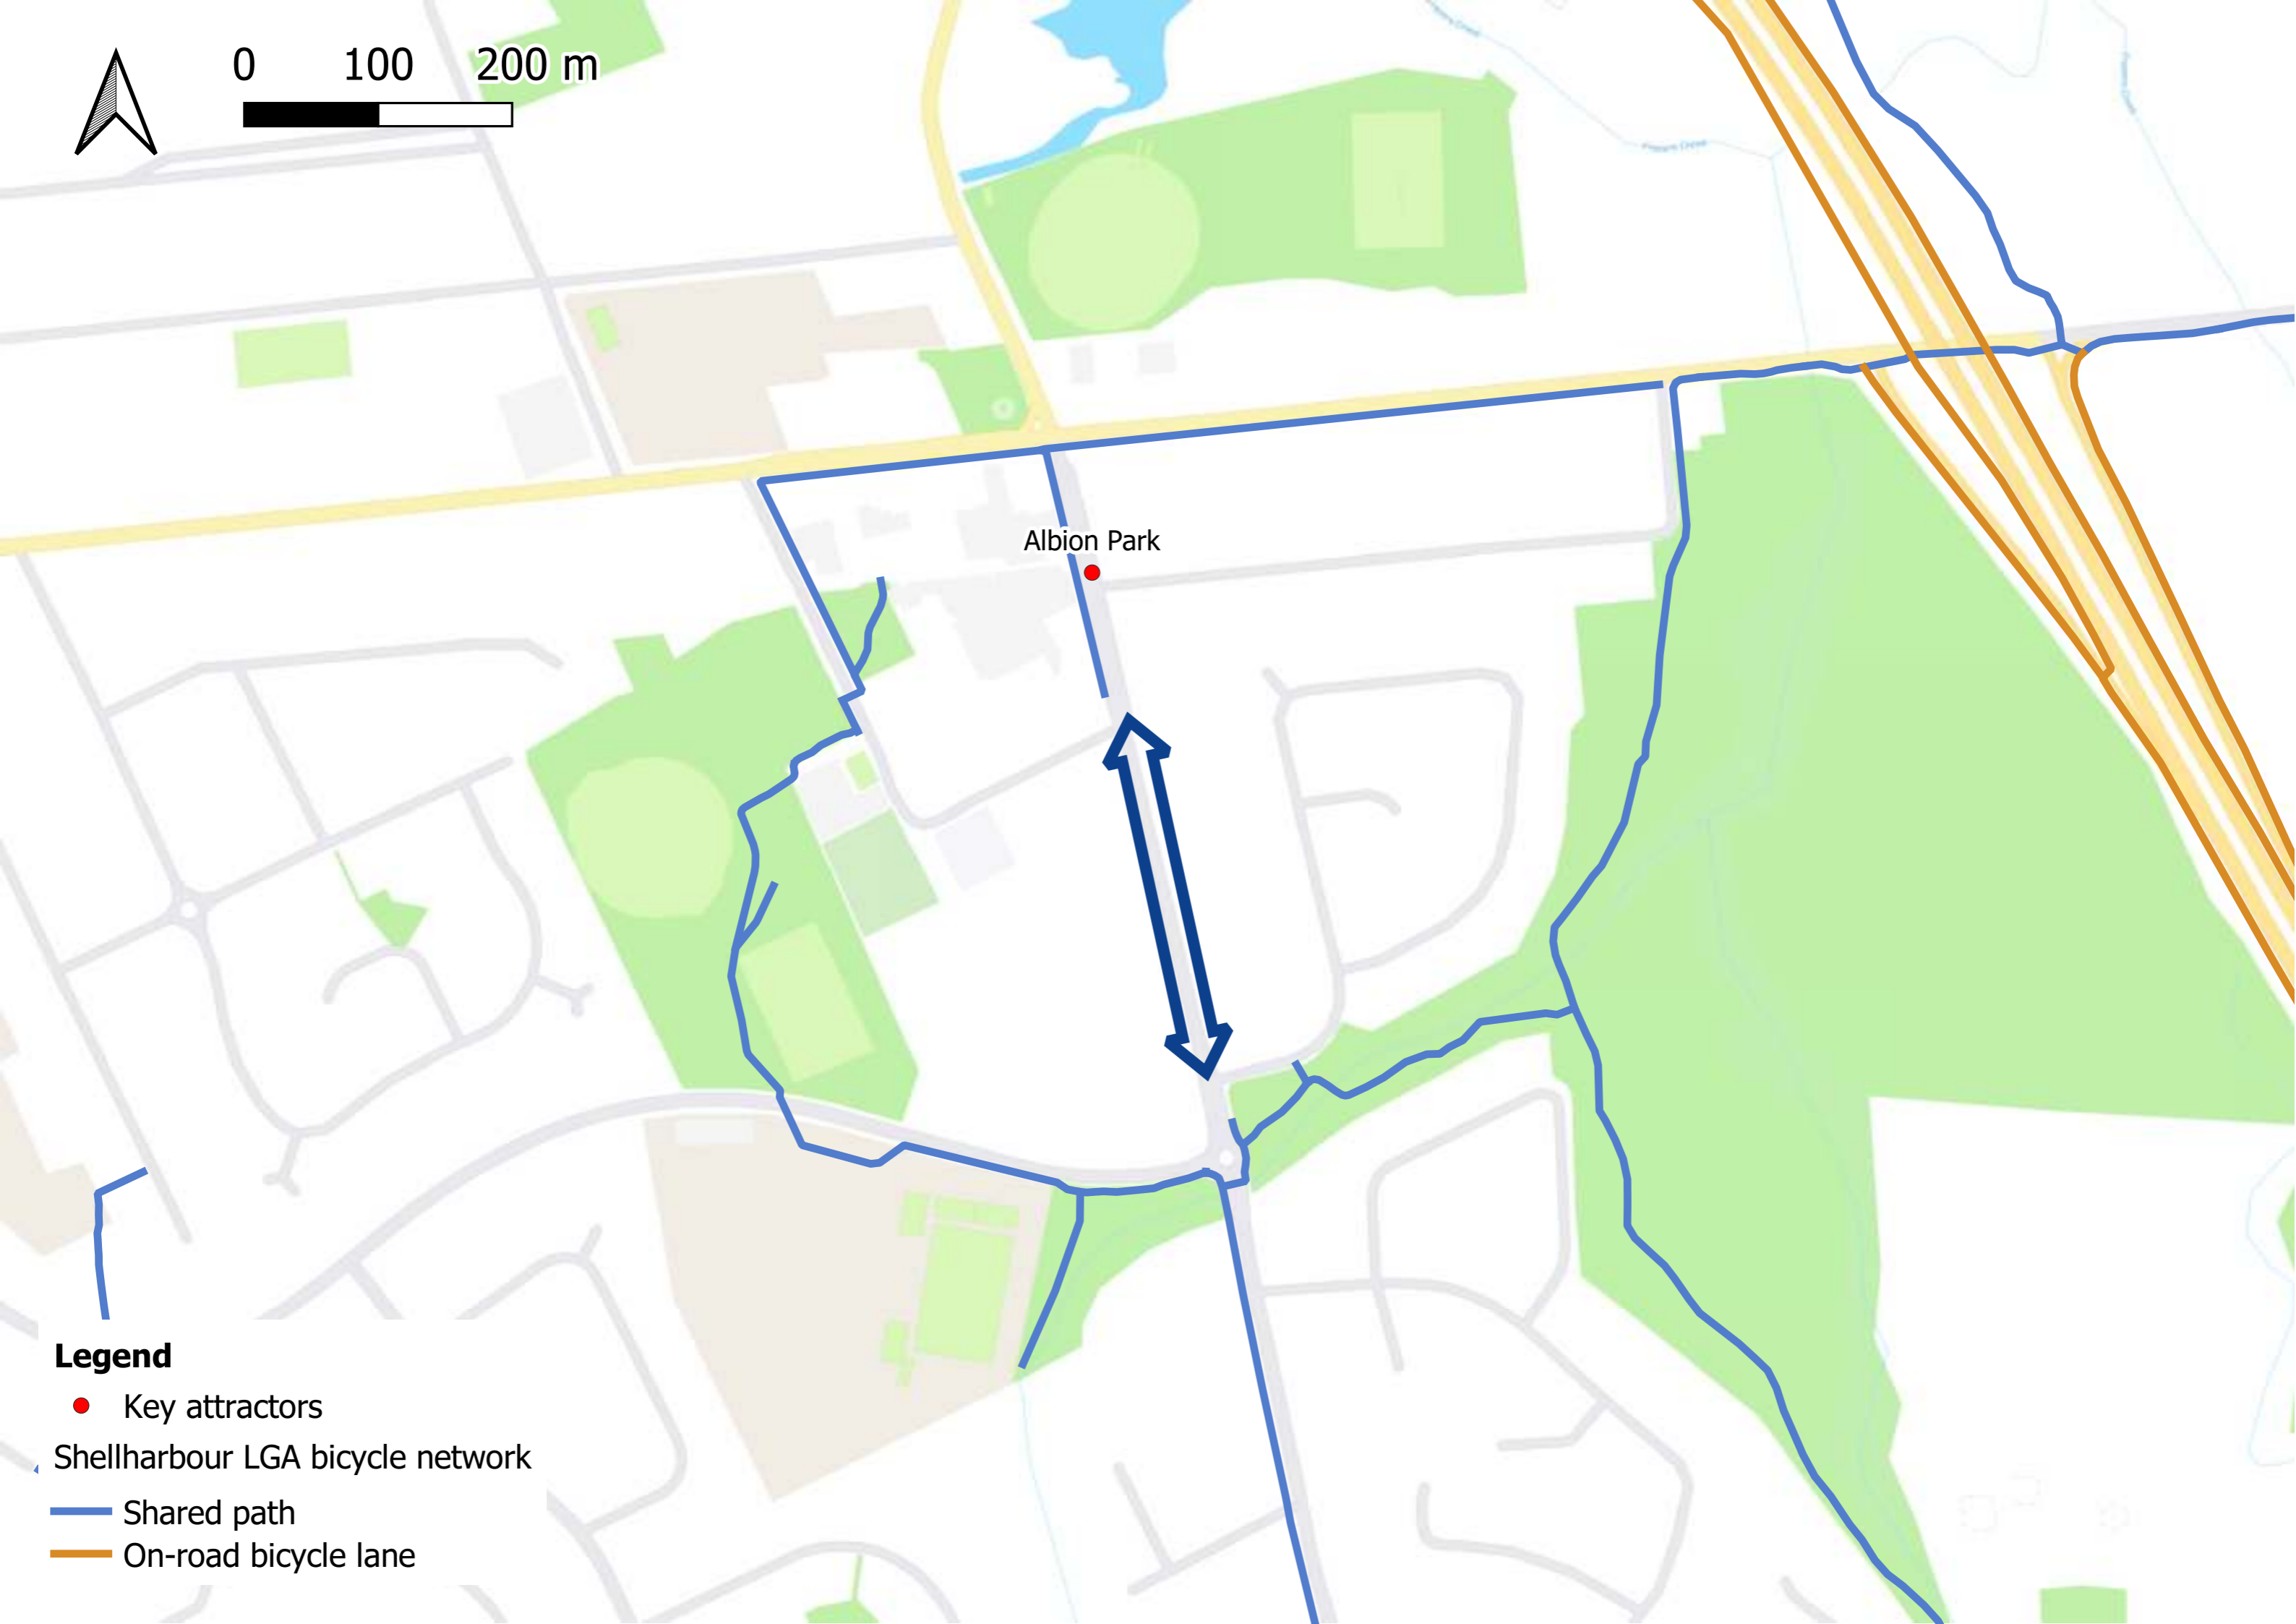 0 100 200 m
Albion Park
Legend
Key attractors
Shellharbour LGA bicycle network
Shared path
On-road bicycle lane